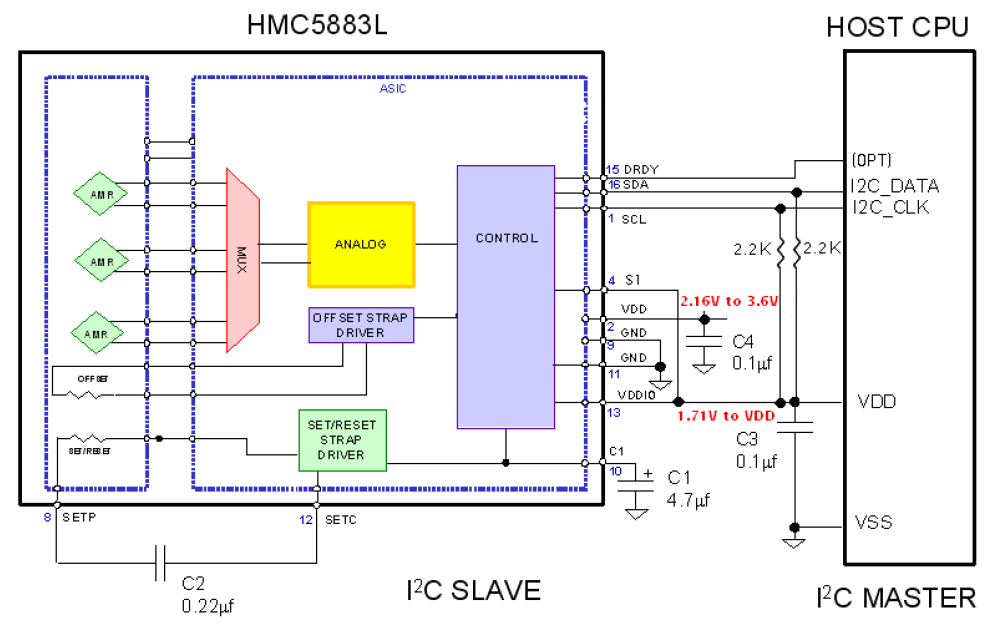 HMC5883L
HOST CPU
ASIC
15 DRDY
(OPT)
16 SDA
I2C_DATA
AMR
I2C_CLK
1 SCL
CONTROL
ANALOG
MUX
2.2K
2.2K
AMR
4 S1
2.16V to 3.6V
VDD
OFFSET STRAP
DRIVER
2
GND
AMR
9
C4
0.1µf
GND
11
OFFSET
VDDIO
VDD
13
1.71V to VDD
SET/RESET
STRAP
DRIVER
C3
0.1µf
SET/RESET
C1
10
+
C1
4.7µf
8 SETP
12 SETC
VSS
C2
0.22µf
I²C SLAVE
I²C MASTER